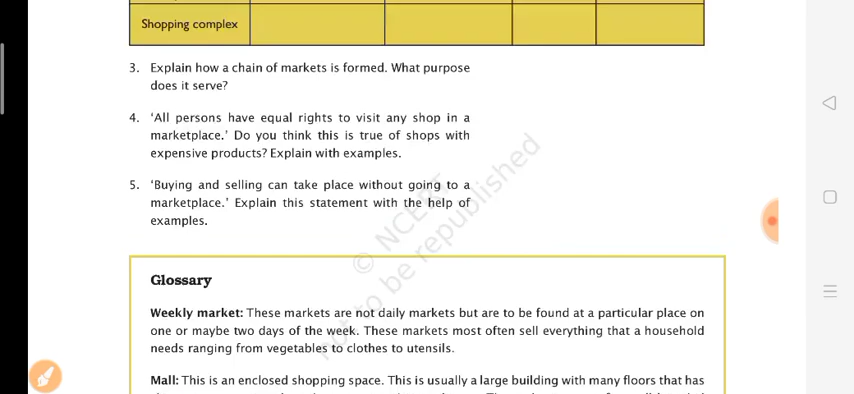 Shopping complex
3. Explain how a chain of markets is formed. What purpose
does it serve?
4. ‘All persons have equal rights to visit any shop in a
marketplace.’ Do you think this is true of shops with
expensive products? Explain with examples.
5. ‘Buying and selling can take place without going to a
marketplace.’ Explain this statement with the help of
examples.
© NCERT
not to be republished
Glossary
Weekly market: These markets are not daily markets but are to be found at a particular place on
one or maybe two days of the week. These markets most often sell everything that a household
needs ranging from vegetables to clothes to utensils.
Mall: This is an enclosed shopping space. This is usually a large building with many floors that has